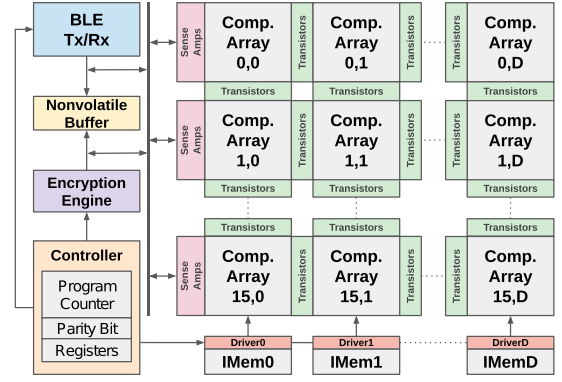 BLE
Tx/Rx
Nonvolatile
Buffer
Encryption
Engine
Controller
Program
Counter
Parity Bit
Registers
Sense
Amps
Comp.
Array
0,0
Transistors
Comp.
Array
0,1
Transistors
Comp.
Array
0,D
Transistors
Transistors
Transistors
Sense
Amps
Comp.
Array
1,0
Transistors
Comp.
Array
1,1
Transistors
Comp.
Array
1,D
Transistors
Transistors
Transistors
Transistors
Transistors
Transistors
Sense
Amps
Comp.
Array
15,0
Transistors
Comp.
Array
15,1
Transistors
Comp.
Array
15,D
Driver0
IMem0
Driver1
IMem1
DriverD
IMemD